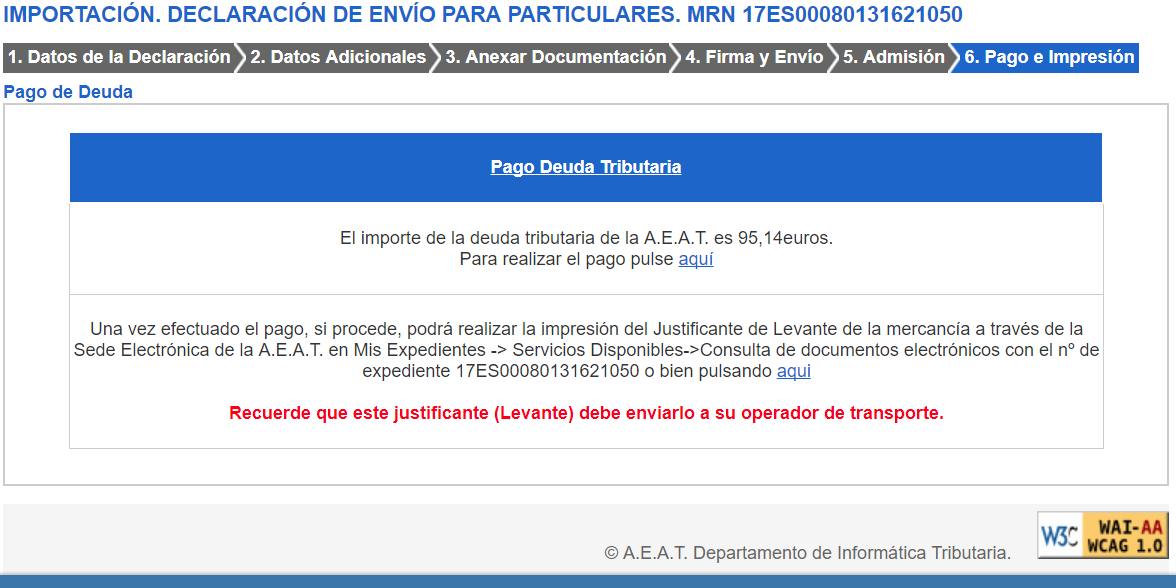 IMPORTACIÓN. DECLARACIÓN DE ENVÍO PARA PARTICULARES. MRN 17ES00080131621050
1. Datos de la Declaración 2. Datos Adicionales 3. Anexar Documentación 4. Firma y Envío 5. Admisión 6. Pago e Impresión
Pago de Deuda
Pago Deuda Tributaria
El importe de la deuda tributaria de la A.E.A.T. es 95,14euros.
Para realizar el pago pulse aquí
Una vez efectuado el pago, si procede, podrá realizar la impresión del Justificante de Levante de la mercancía a través de la
Sede Electrónica de la A.E.A.T. en Mis Expedientes -> Servicios Disponibles->Consulta de documentos electrónicos con el nº de
expediente 17ES00080131621050 o bien pulsando aqui
Recuerde que este justificante (Levante) debe enviarlo a su operador de transporte.
© A.E.A.T. Departamento de Informática Tributaria.
W3C WAI-AA
WCAG 1.0